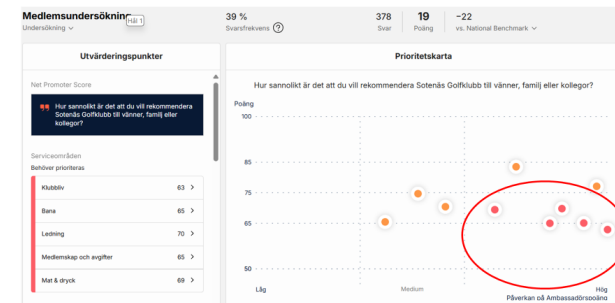 Medlemsundersökning
Hål 1
Undersökning
39 %
Svarsfrekvens
378
Svar
19
Poäng
−22
vs. National Benchmark
Utvärderingspunkter
Net Promoter Score
Hur sannolikt är det att du vill rekommendera
Sotenäs Golfklubb till vänner, familj eller
kollegor?
Serviceområden
Behöver prioriteras
Klubbliv 63
Bana 65
Ledning 70
Medlemskap och avgifter 65
Mat & dryck 69
Prioritetskarta
Hur sannolikt är det att du vill rekommendera Sotenäs Golfklubb till vänner, familj eller kollegor?
Poäng
100
85
75
65
50
Låg Medium Hög
Påverkan på Ambassadörspoäng